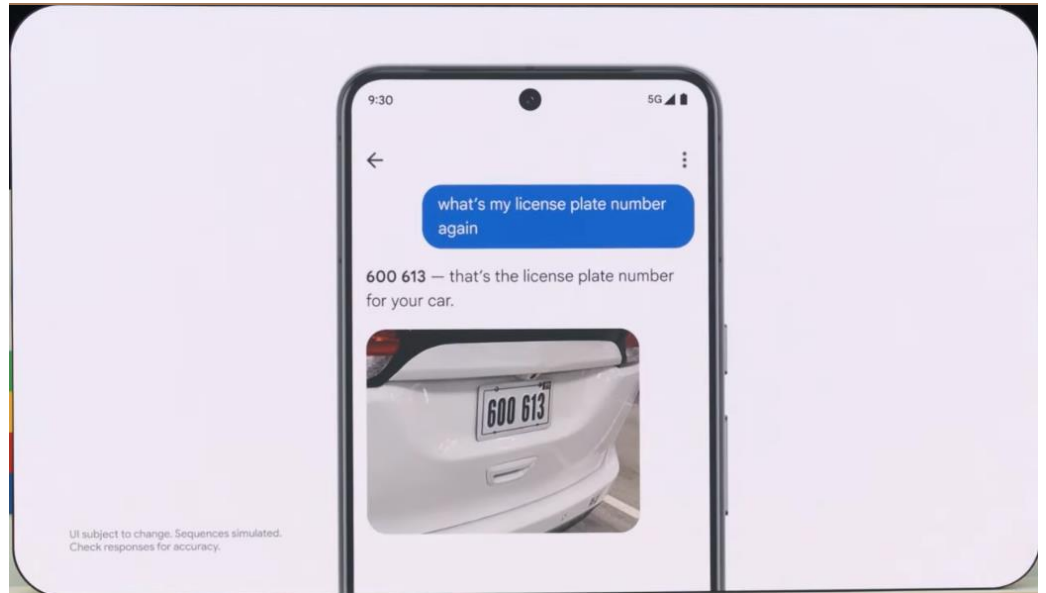 9:30
5G
what's my license plate number
again
600 613 — that's the license plate number
for your car.
600 613
UI subject to change. Sequences simulated.
Check responses for accuracy.